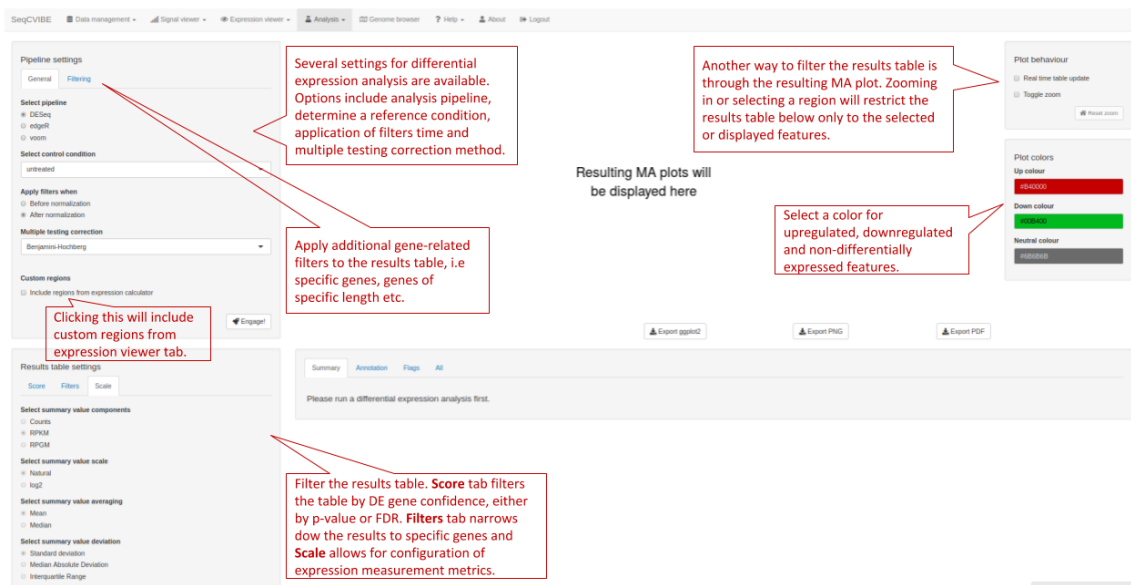 SeqCVIBE Data management Signal viewer Expression viewer Analysis Genome browser Help About Logout
Pipeline settings
General Filtering
Select pipeline
DESeq
edgeR
voom
Select control condition
untreated
Apply filters when
Before normalization
After normalization
Multiple testing correction
Benjamini-Hochberg
Custom regions
Include regions from expression calculator
Engage!
Clicking this will include
custom regions from
expression viewer tab.
Several settings for differential
expression analysis are available.
Options include analysis pipeline,
determine a reference condition,
application of filters time and
multiple testing correction method.
Apply additional gene-related
filters to the results table, i.e
specific genes, genes of
specific length etc.
Resulting MA plots will
be displayed here
Another way to filter the results table is
through the resulting MA plot. Zooming
in or selecting a region will restrict the
results table below only to the selected
or displayed features.
Select a color for
upregulated, downregulated
and non-differentially
expressed features.
Plot behaviour
Real time table update
Toggle zoom
Reset zoom
Plot colors
Up colour
#B40000
Down colour
#00B400
Neutral colour
#6B6B6B
Export ggplot2 Export PNG Export PDF
Results table settings
Score Filters Scale
Select summary value components
Counts
RPKM
RPGM
Select summary value scale
Natural
log2
Select summary value averaging
Mean
Median
Select summary value deviation
Standard deviation
Median Absolute Deviation
Interquartile Range
Summary Annotation Flags All
Please run a differential expression analysis first.
Filter the results table. Score tab filters
the table by DE gene confidence, either
by p-value or FDR. Filters tab narrows
dow the results to specific genes and
Scale allows for configuration of
expression measurement metrics.